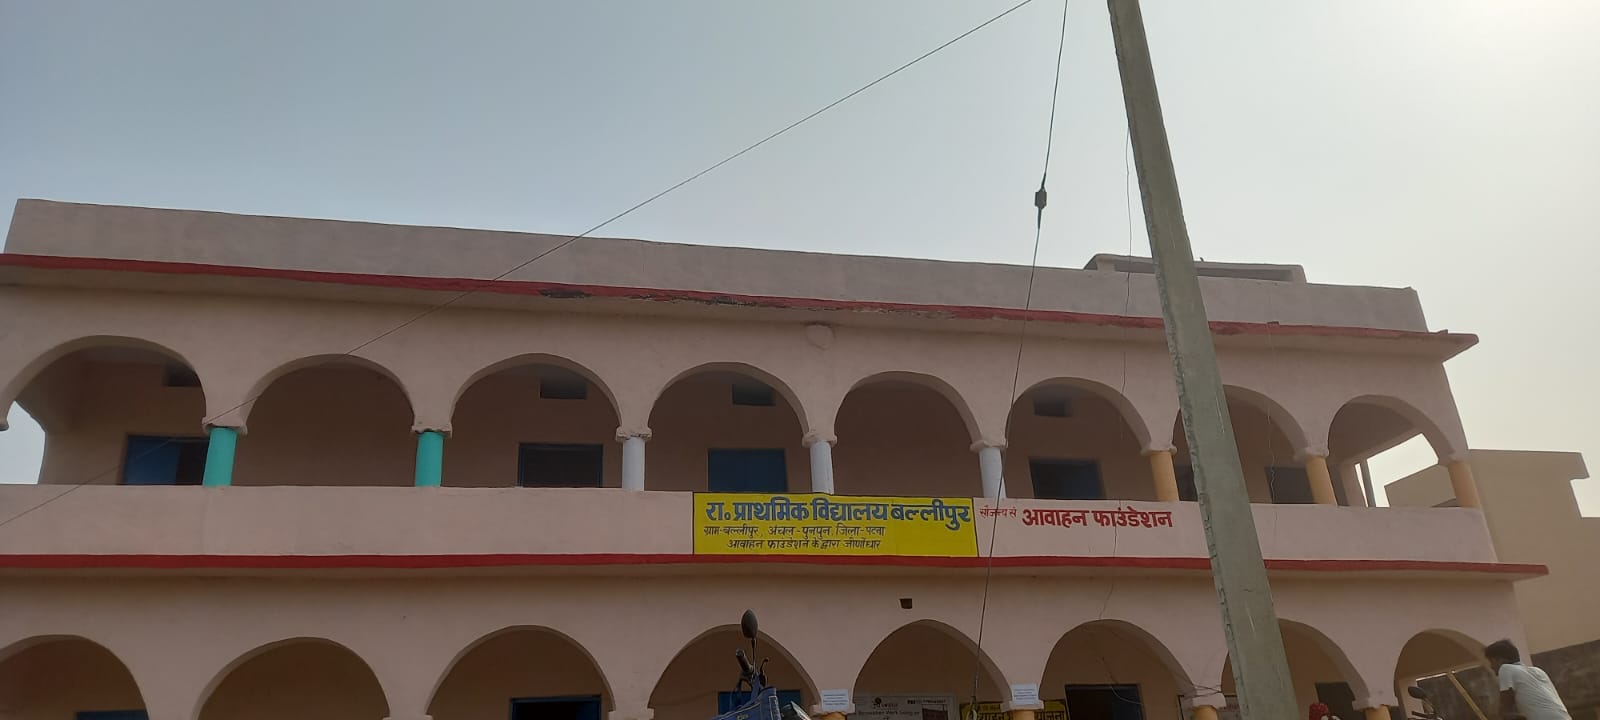 रा॰ प्राथमिक विद्यालय बल्लीपुर
ग्राम-बल्लीपुर, अंचल-पुनपुन, जिला-पटना
आवाहन फाउंडेशन के द्वारा जीर्णोधार
सौजन्य से आवाहन फाउंडेशन